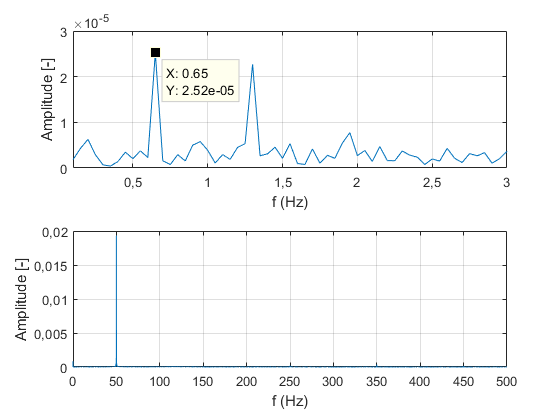 ×10⁻⁵
3
2
1
0
Amplitude [-]
X: 0.65
Y: 2.52e-05
0,5 1 1,5 2 2,5 3
f (Hz)
0,02
0,015
0,01
0,005
0
Amplitude [-]
0 50 100 150 200 250 300 350 400 450 500
f (Hz)